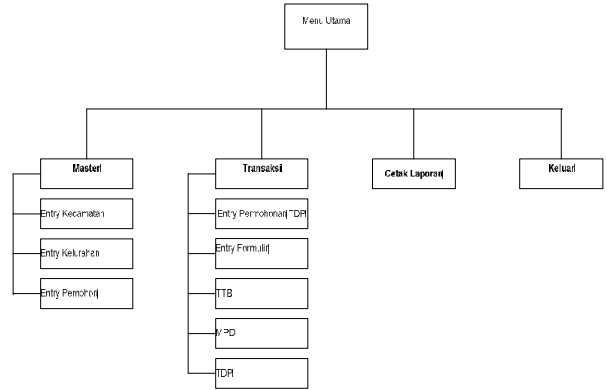 Menu Utama
Master
Transaksi
Cetak Laporan
Keluar
Entry Kecamatan
Entry Kelurahan
Entry Pemohon
Entry Permohonan TDP
Entry Formulir
TTB
MPD
TDP